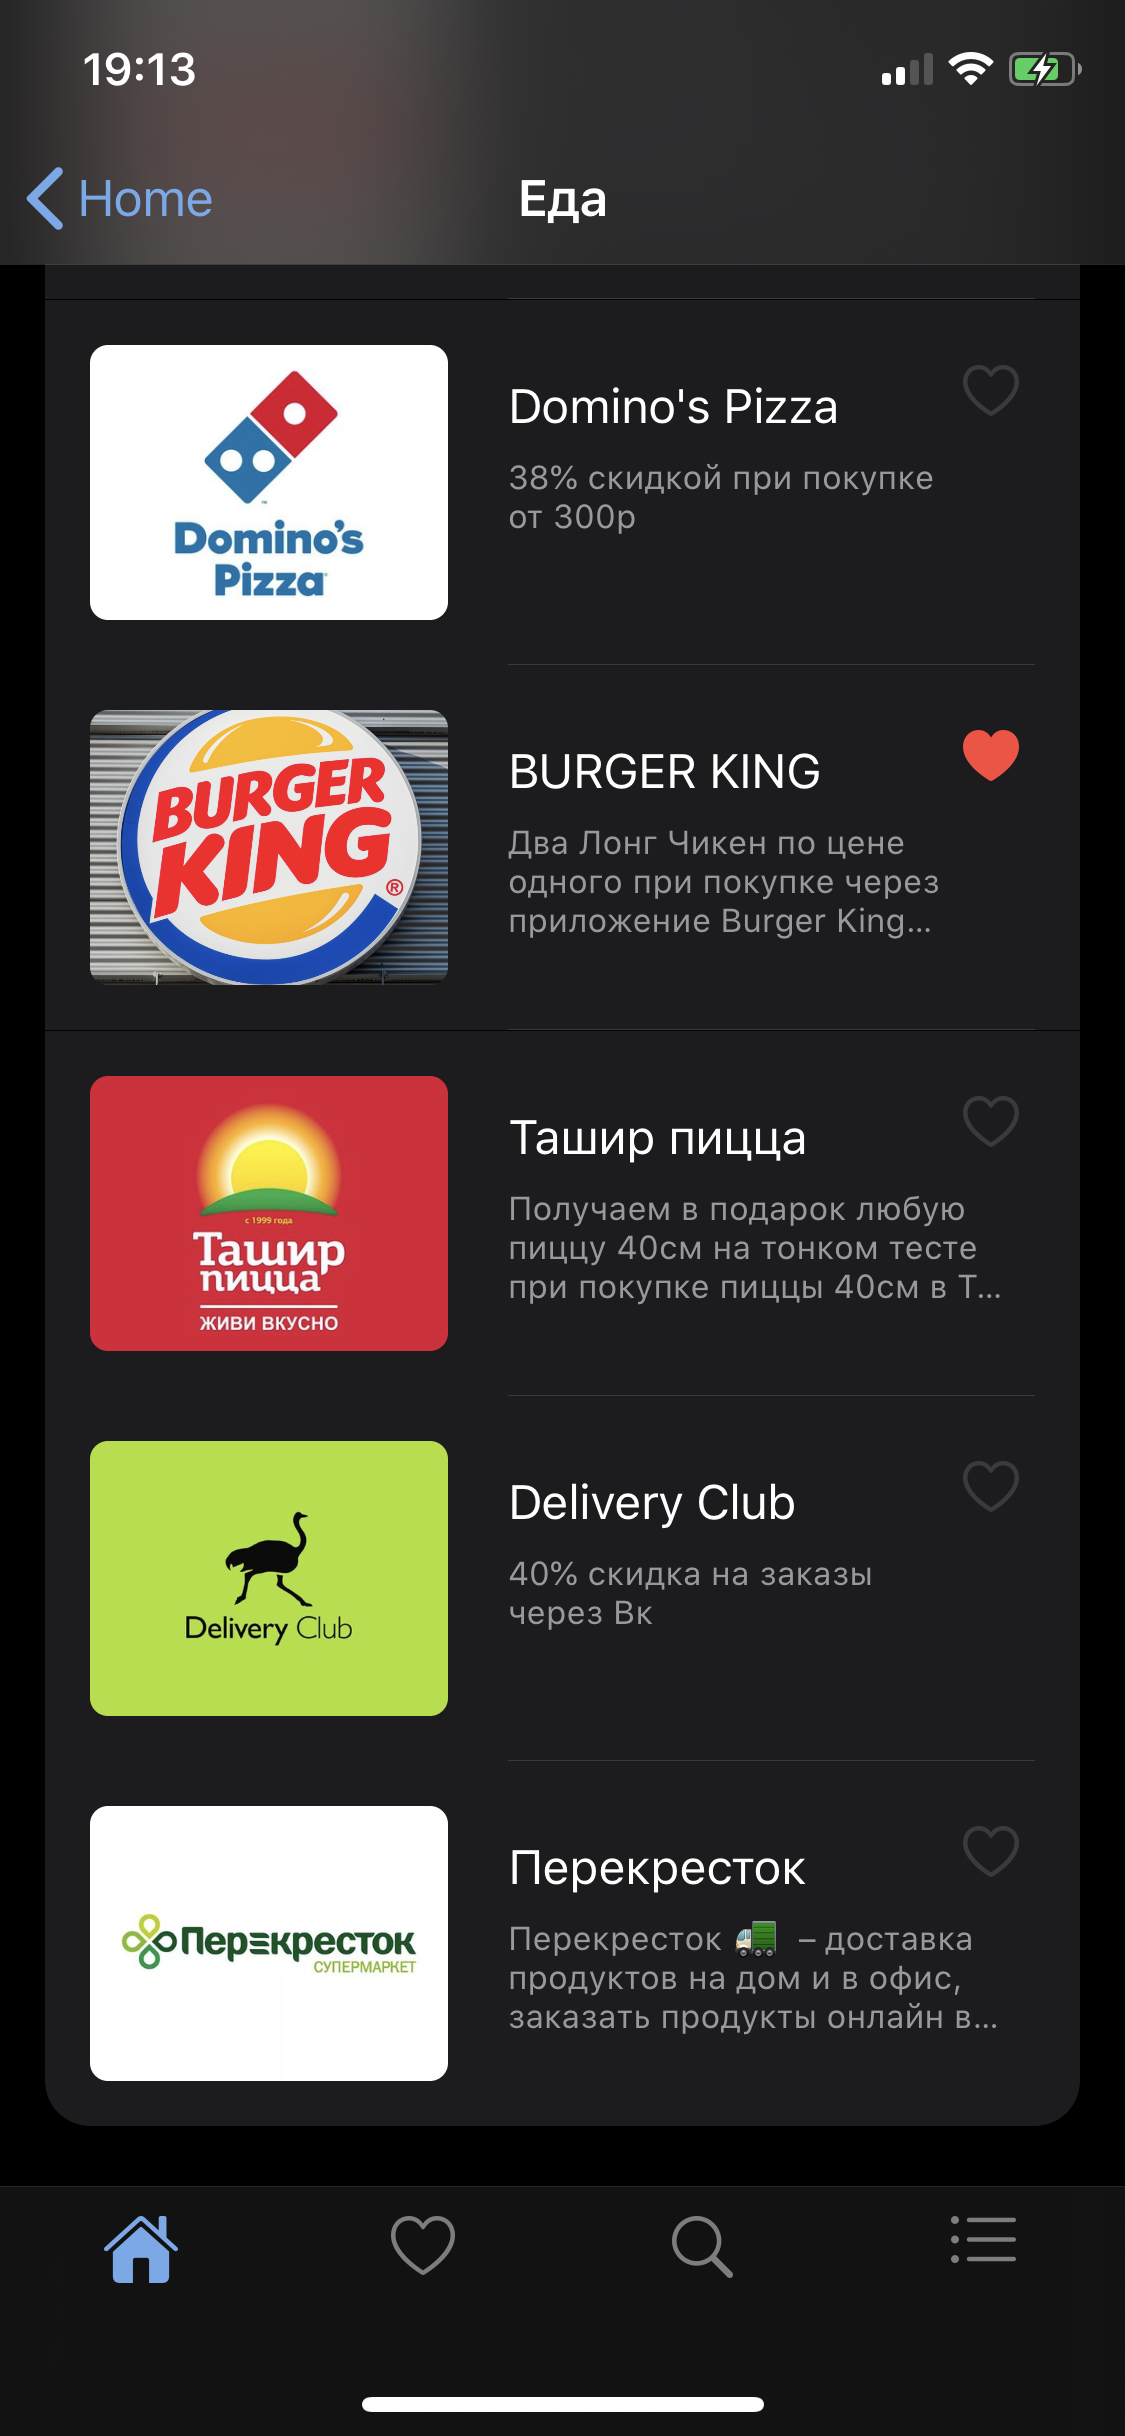 19:13
Home
Еда
Domino's Pizza
38% скидкой при покупке
от 300р
Domino's
Pizza
BURGER KING
Два Лонг Чикен по цене
одного при покупке через
приложение Burger King...
BURGER
KING
®
Ташир пицца
Получаем в подарок любую
пиццу 40см на тонком тесте
при покупке пиццы 40см в Т...
с 1999 года
Ташир
пицца
ЖИВИ ВКУСНО
Delivery Club
40% скидка на заказы
через Вк
Delivery Club
Перекресток
Перекресток 🚛 – доставка
продуктов на дом и в офис,
заказать продукты онлайн в...
Перекресток
СУПЕРМАРКЕТ